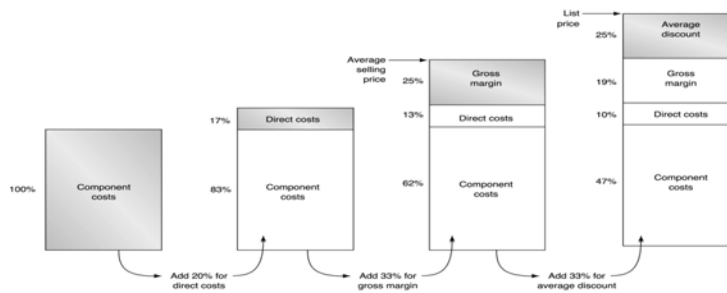 100%
Component
costs
Add 20% for
direct costs
17%
Direct costs
83%
Component
costs
Add 33% for
gross margin
Average
selling
price
25%
Gross
margin
13%
Direct costs
62%
Component
costs
Add 33% for
average discount
List
price
25%
Average
discount
19%
Gross
margin
10%
Direct costs
47%
Component
costs